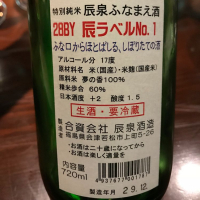 特別純米 辰泉ふなまえ酒
28BY 辰ラベルNo.1
ふな口からほとばしる、しぼりたての酒
アルコール分 17度
原材料名 米(国産)・米麹(国産米)
原料米 夢の香100%
精米歩合 60%
日本酒度 +2 酸度 1.5
生酒・要冷蔵
合資会社 辰泉酒造
福島県会津若松市上町5-26
お酒は二十歳になってから
お酒は楽しく適量を
内容量
720ml
4937677001781
製造年月 29.12